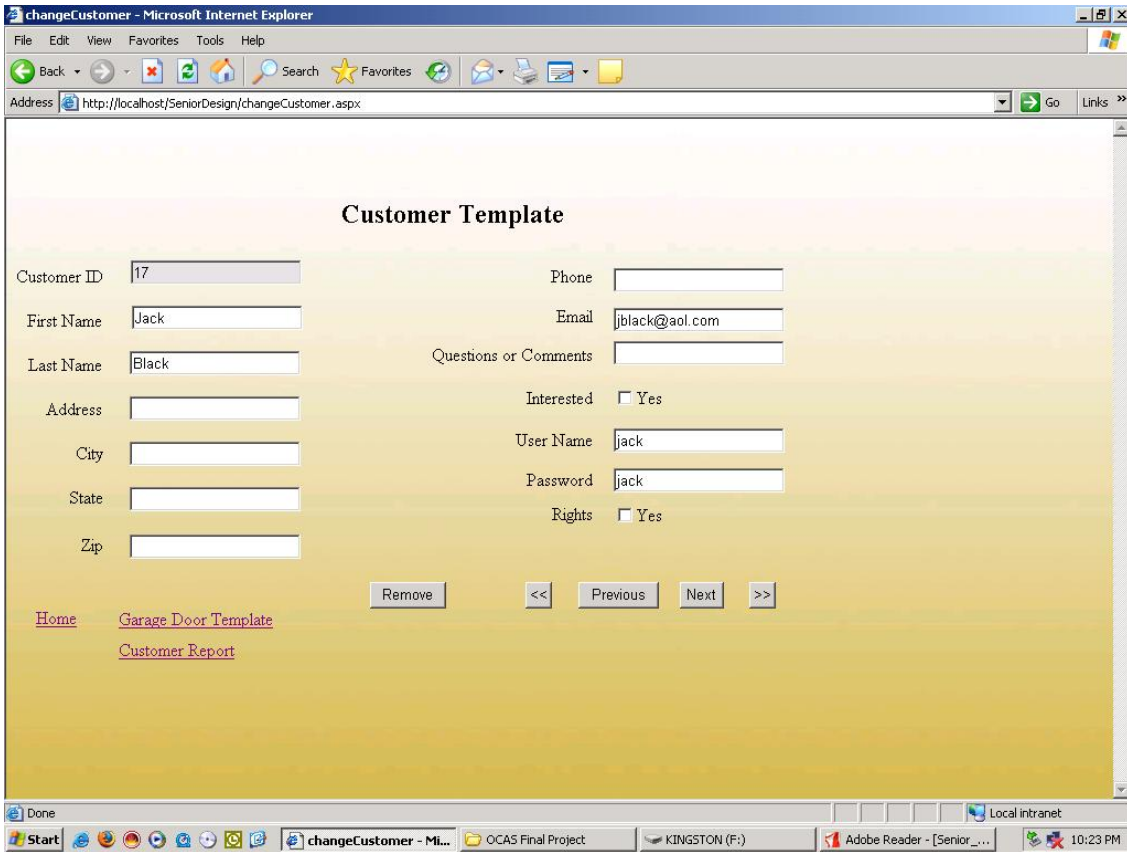 changeCustomer - Microsoft Internet Explorer
File Edit View Favorites Tools Help
Back Search Favorites
Address http://localhost/SeniorDesign/changeCustomer.aspx Go Links »
Customer Template
Customer ID 17
First Name Jack
Last Name Black
Address
City
State
Zip
Phone
Email jblack@aol.com
Questions or Comments
Interested Yes
User Name jack
Password jack
Rights Yes
Remove << Previous Next >>
Home Garage Door Template
Customer Report
Done Local intranet
Start changeCustomer - Mi... OCAS Final Project KINGSTON (F:) Adobe Reader - [Senior_... 10:23 PM